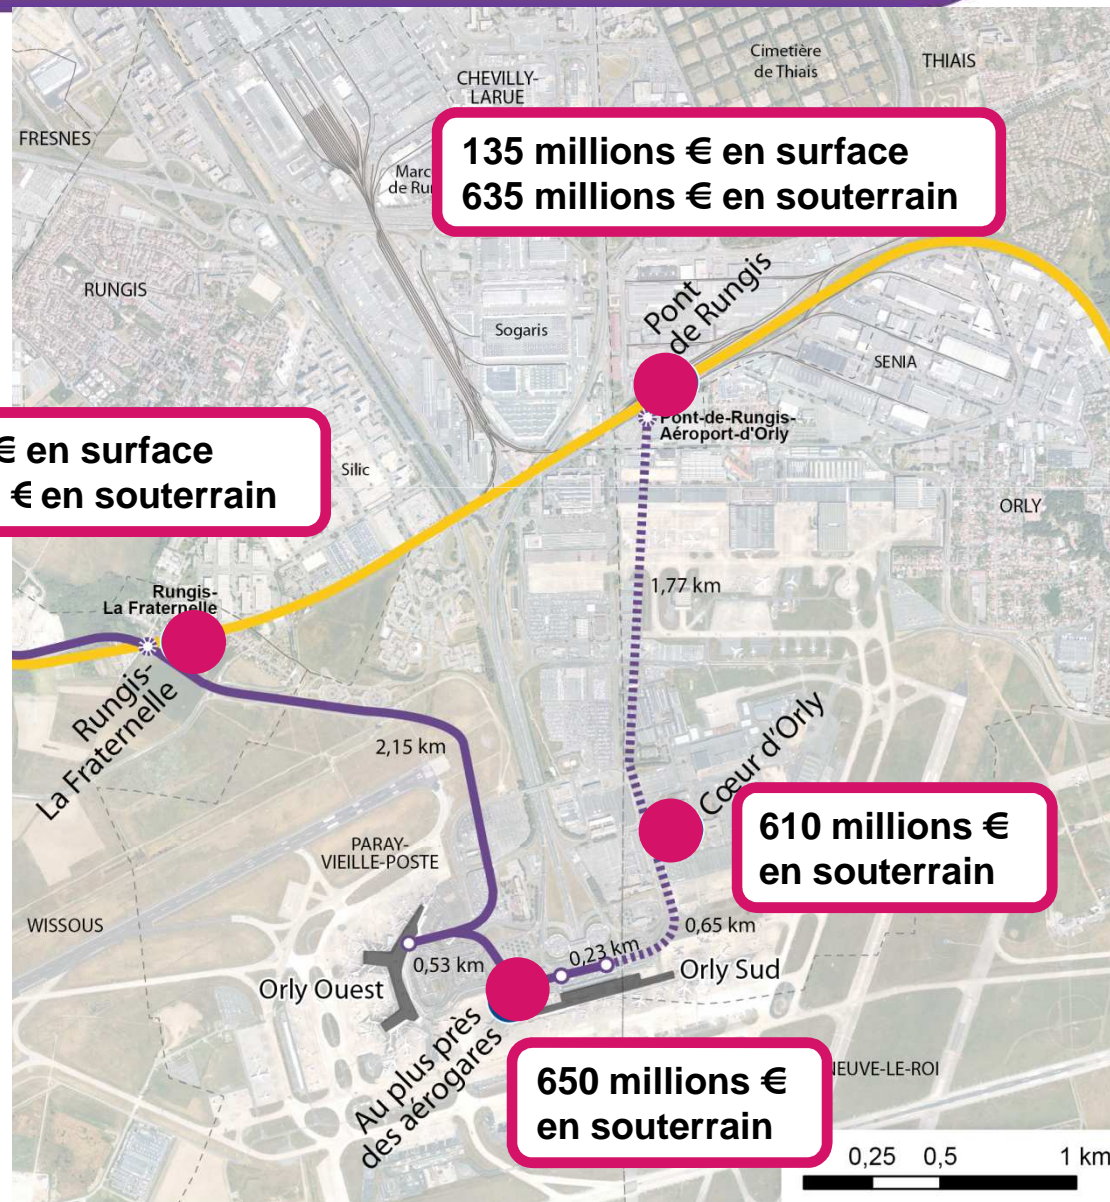 Cimetière
de Thiais
THIAIS
CHEVILLY-
LARUE
FRESNES
135 millions € en surface
635 millions € en souterrain
de
RUNGIS
Pont
de Rungis
Sogaris
SENIA
Pont-de-Rungis-
Aéroport-d'Orly
€ en surface
€ en souterrain
Silic
ORLY
1,77 km
Rungis-
La Fraternelle
Rungis-
La Fraternelle
2,15 km
Cœur d'Orly
610 millions €
en souterrain
PARAY-
VIEILLE-POSTE
WISSOUS
0,65 km
0,53 km
0,23 km
Orly Sud
Orly Ouest
Au plus près
des aérogares
650 millions €
en souterrain
NEUVE-LE-ROI
0,25 0,5 1 km